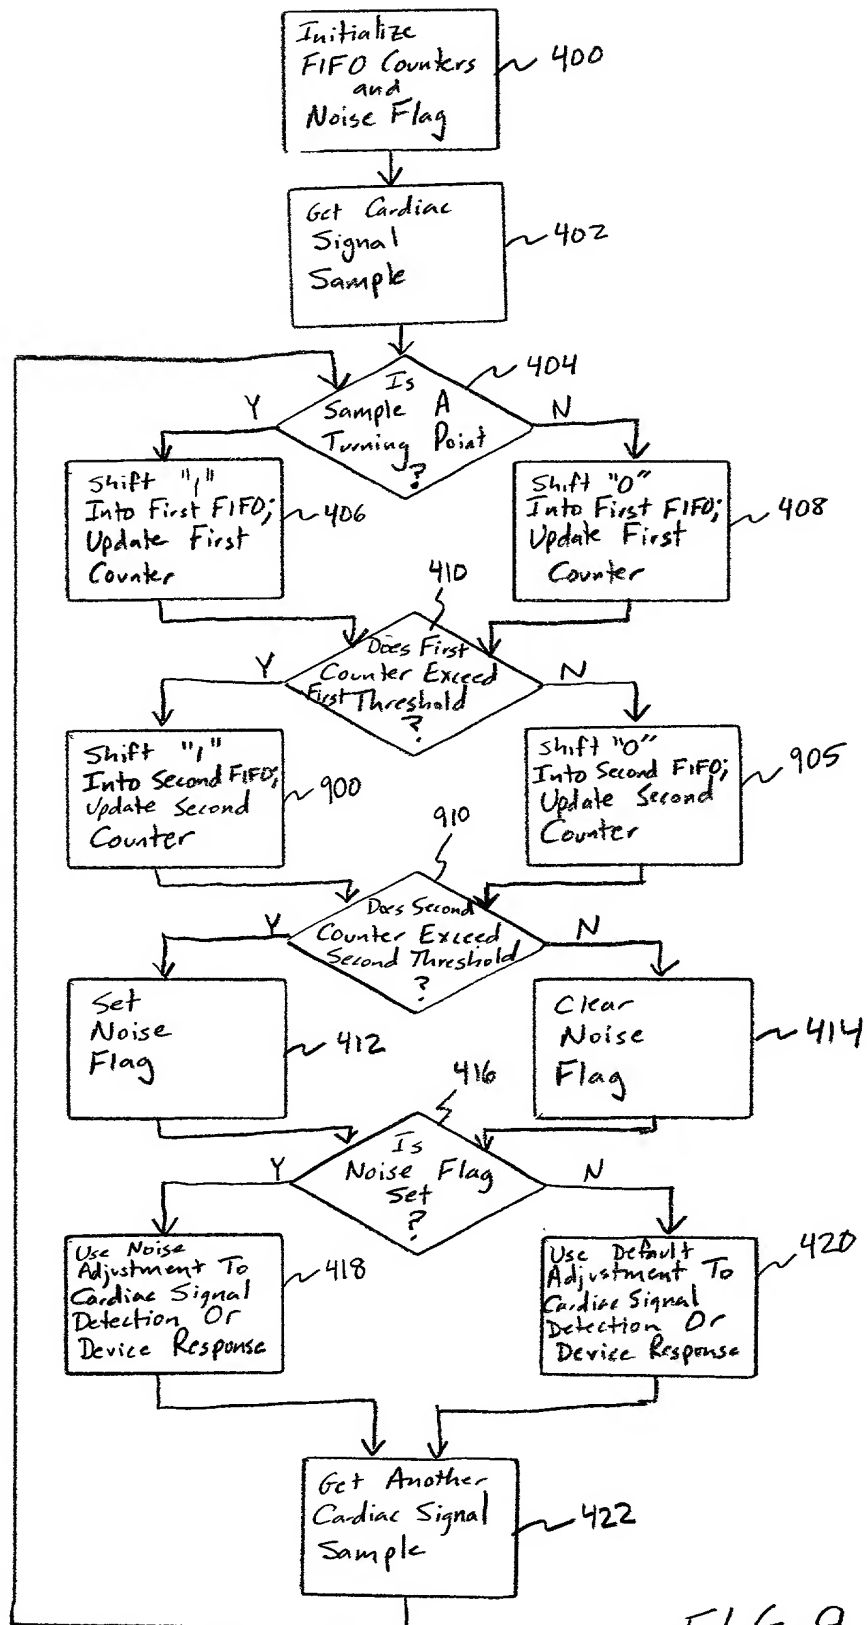 Initialize
FIFO Counters
and
Noise Flag
400
Get Cardiac
Signal
Sample
402
404
Is
Sample A
Turning Point
?
Y
N
Shift "1"
Into First FIFO;
Update First
Counter
406
Shift "0"
Into First FIFO;
Update First
Counter
408
410
Does First
Counter Exceed
First Threshold
?
Y
N
Shift "1"
Into Second FIFO;
Update Second
Counter
900
Shift "0"
Into Second FIFO;
Update Second
Counter
905
910
Does Second
Counter Exceed
Second Threshold
?
Y
N
Set
Noise
Flag
412
Clear
Noise
Flag
414
416
Is
Noise Flag
Set
?
Y
N
Use Noise
Adjustment To
Cardiac Signal
Detection Or
Device Response
418
Use Default
Adjustment To
Cardiac Signal
Detection Or
Device Response
420
Get Another
Cardiac Signal
Sample
422
FIG. 9